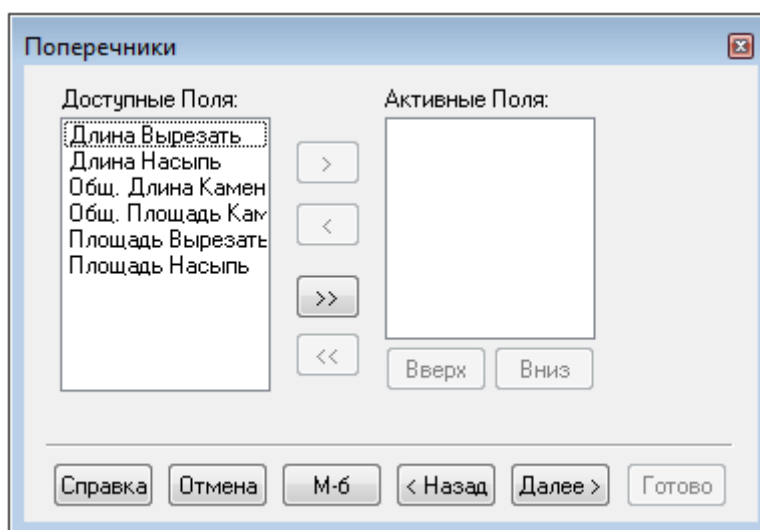 Поперечники
Доступные Поля:
Активные Поля:
Длина Вырезать
Длина Насыпь
Общ. Длина Камен
Общ. Площадь Кам
Площадь Вырезать
Площадь Насыпь
>
<
>>
<<
Вверх Вниз
Справка Отмена М-б < Назад Далее > Готово